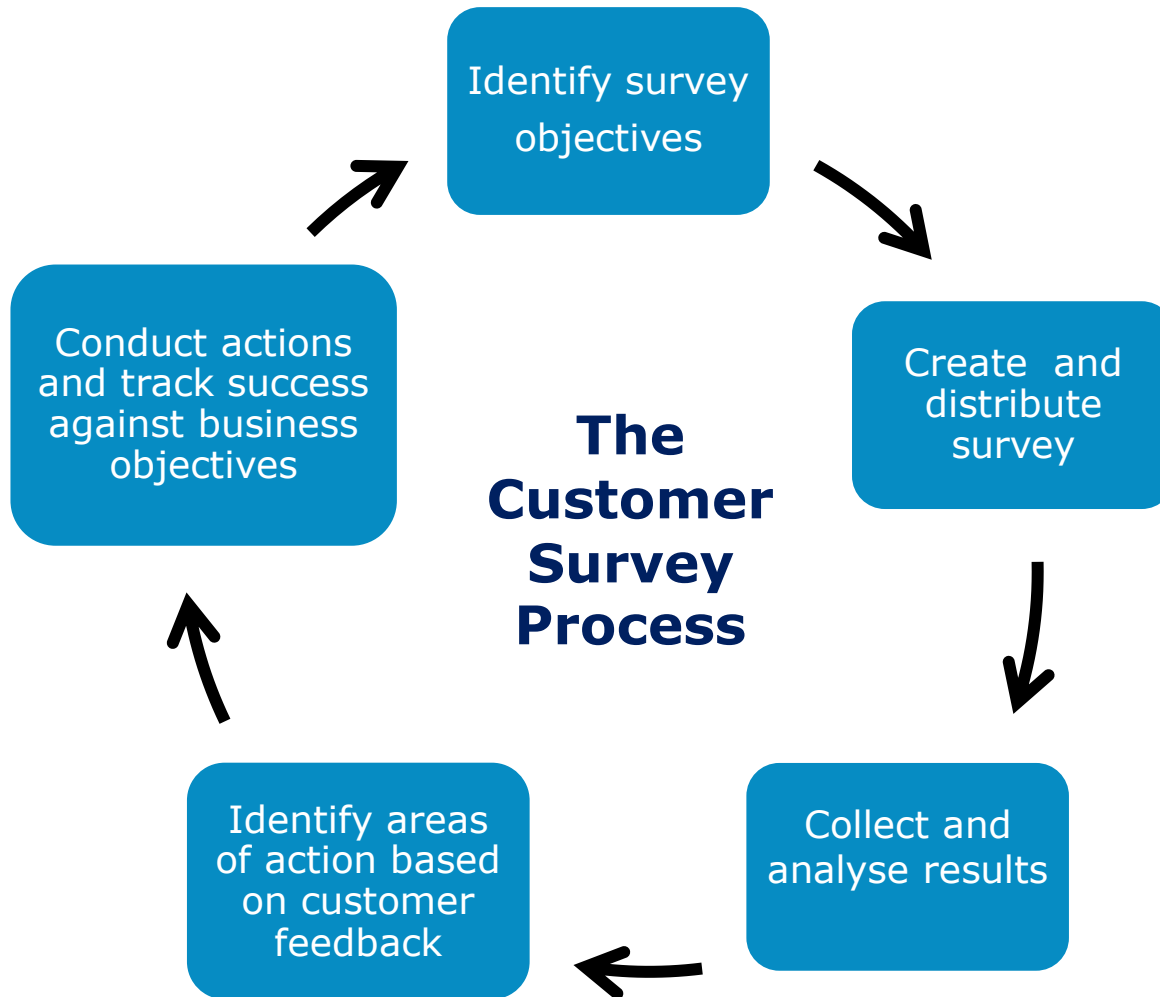 Identify survey
objectives
Create  and
distribute
survey
Collect and
analyse results
Identify areas
of action based
on customer
feedback
Conduct actions
and track success
against business
objectives
The
Customer
Survey
Process